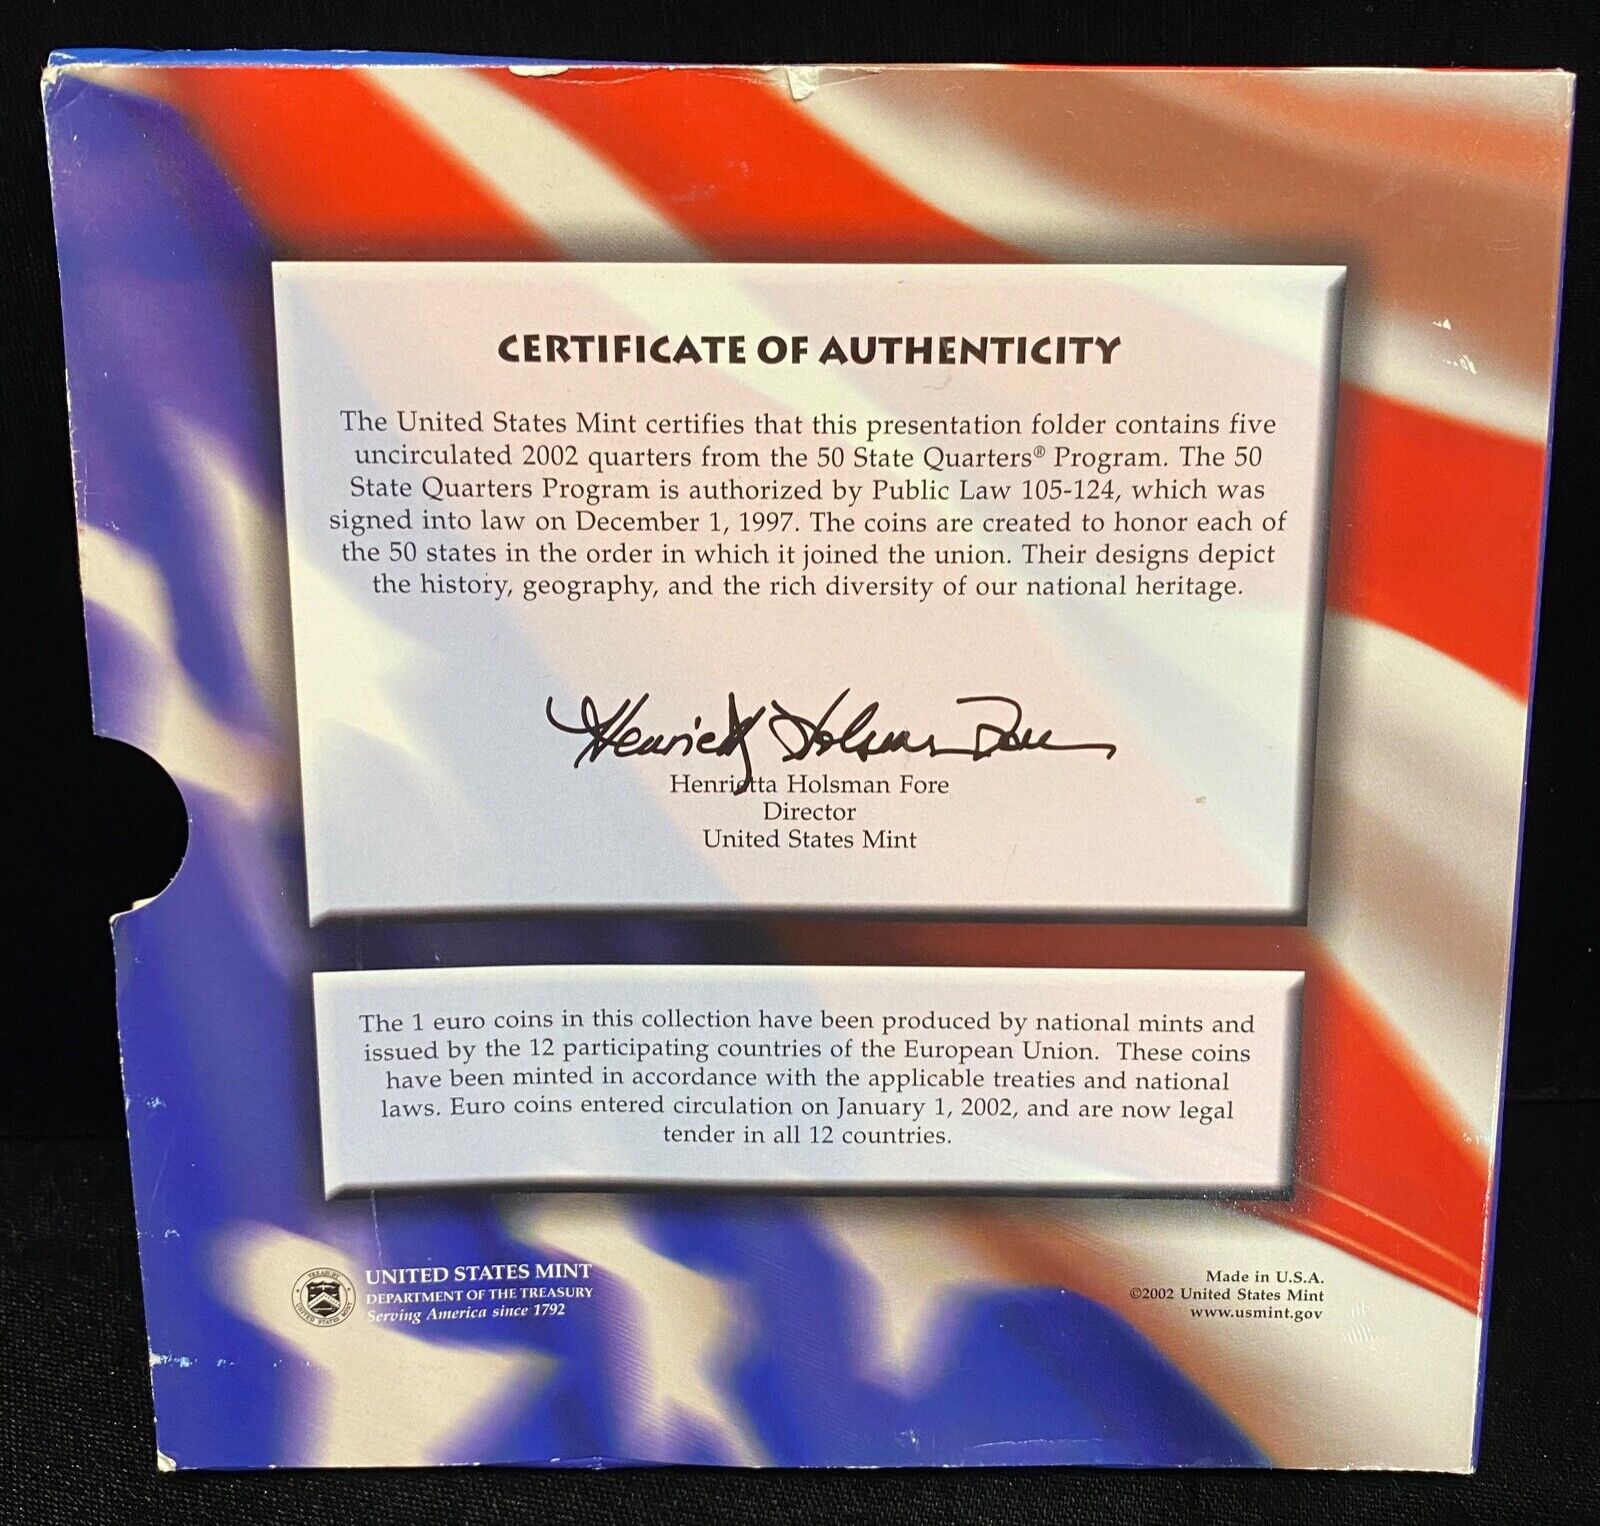 CERTIFICATE OF AUTHENTICITY
The United States Mint certifies that this presentation folder contains five
uncirculated 2002 quarters from the 50 State Quarters® Program. The 50
State Quarters Program is authorized by Public Law 105-124, which was
signed into law on December 1, 1997. The coins are created to honor each of
the 50 states in the order in which it joined the union. Their designs depict
the history, geography, and the rich diversity of our national heritage.
Henrietta Holsman Fore
Henrietta Holsman Fore
Director
United States Mint
The 1 euro coins in this collection have been produced by national mints and
issued by the 12 participating countries of the European Union. These coins
have been minted in accordance with the applicable treaties and national
laws. Euro coins entered circulation on January 1, 2002, and are now legal
tender in all 12 countries.
TREASURY
UNITED STATES MINT
UNITED STATES MINT
DEPARTMENT OF THE TREASURY
Serving America since 1792
Made in U.S.A.
©2002 United States Mint
www.usmint.gov